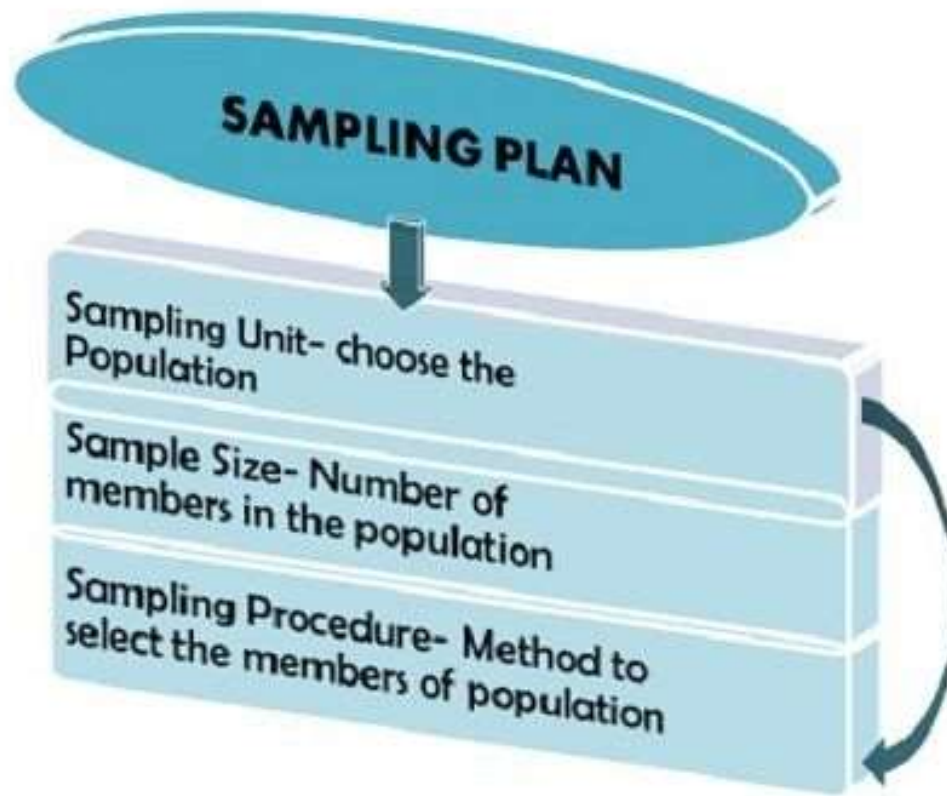 SAMPLING PLAN
Sampling Unit- choose the
Population
Sample Size- Number of
members in the population
Sampling Procedure- Method to
select the members of population